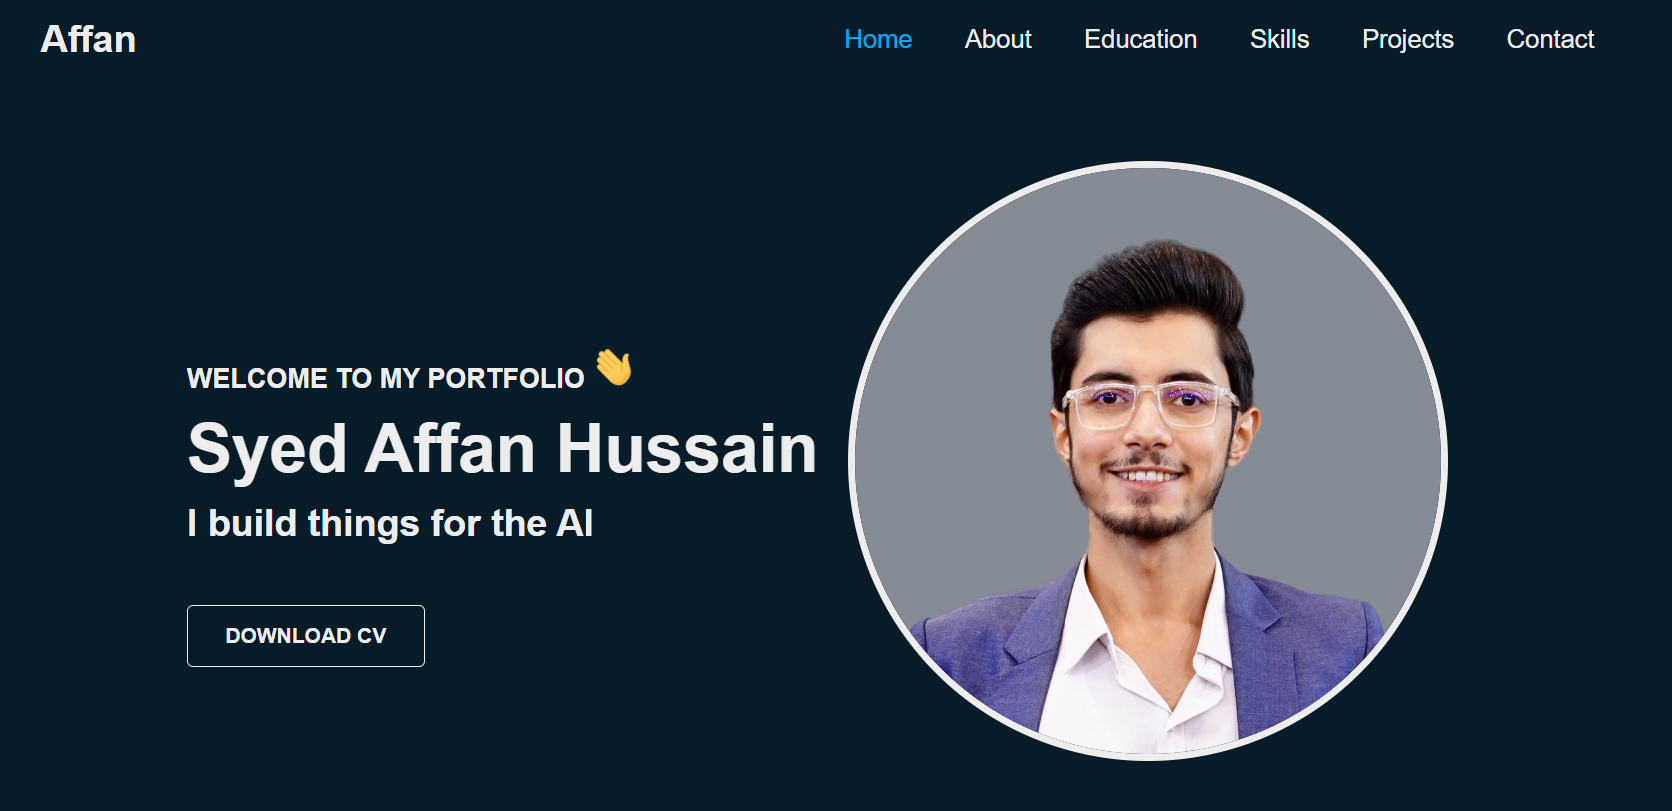 Affan
Home About Education Skills Projects Contact
WELCOME TO MY PORTFOLIO 👋
Syed Affan Hussain
I build things for the AI
DOWNLOAD CV